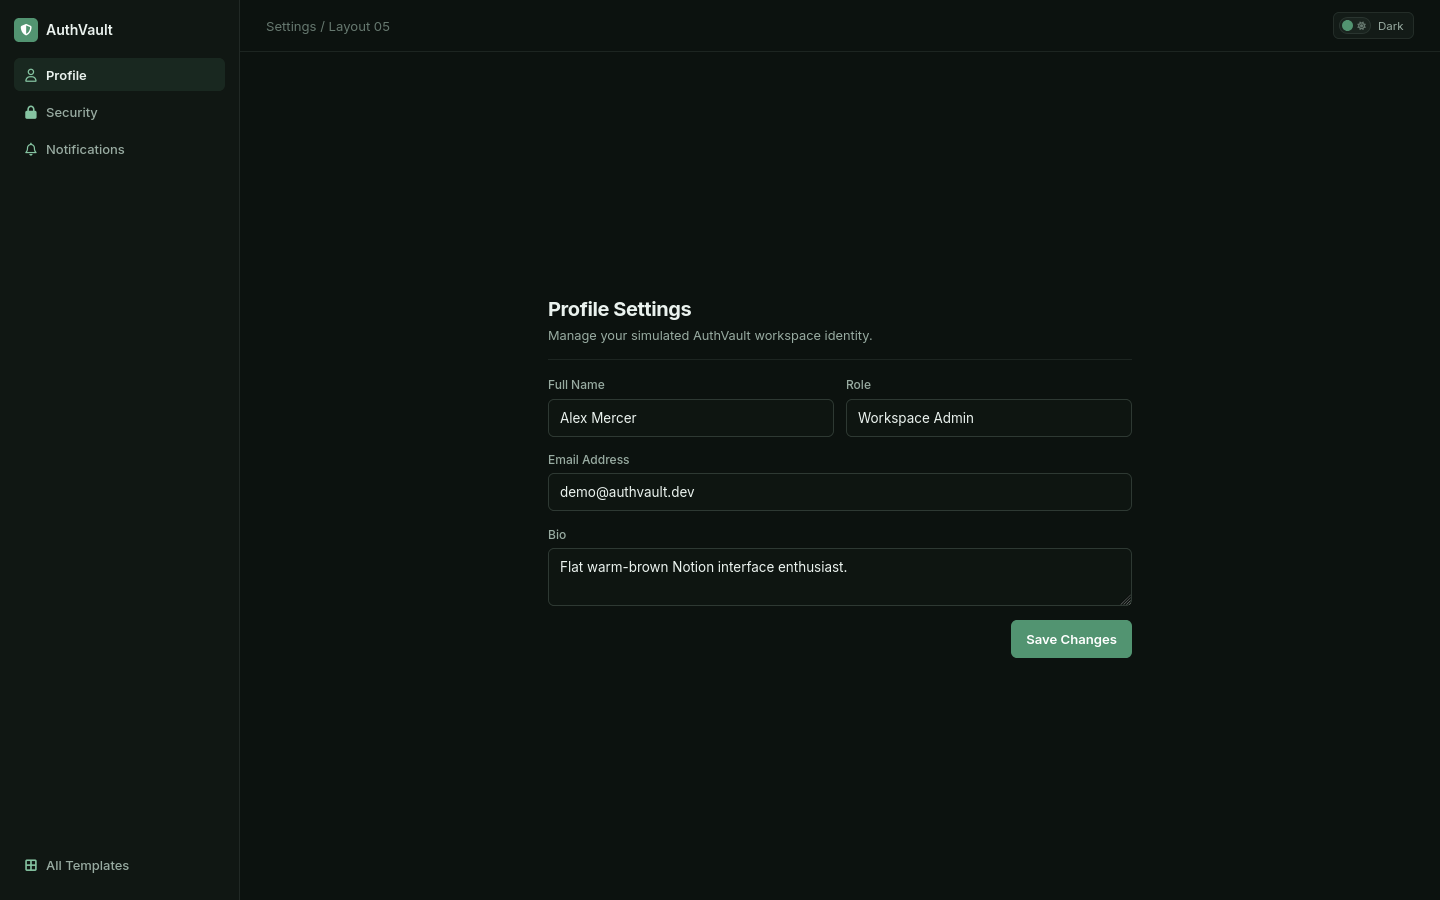 AuthVault
Profile
Security
Notifications
All Templates
Settings / Layout 05
Dark
Profile Settings
Manage your simulated AuthVault workspace identity.
Full Name
Role
Alex Mercer
Workspace Admin
Email Address
demo@authvault.dev
Bio
Flat warm-brown Notion interface enthusiast.
Save Changes